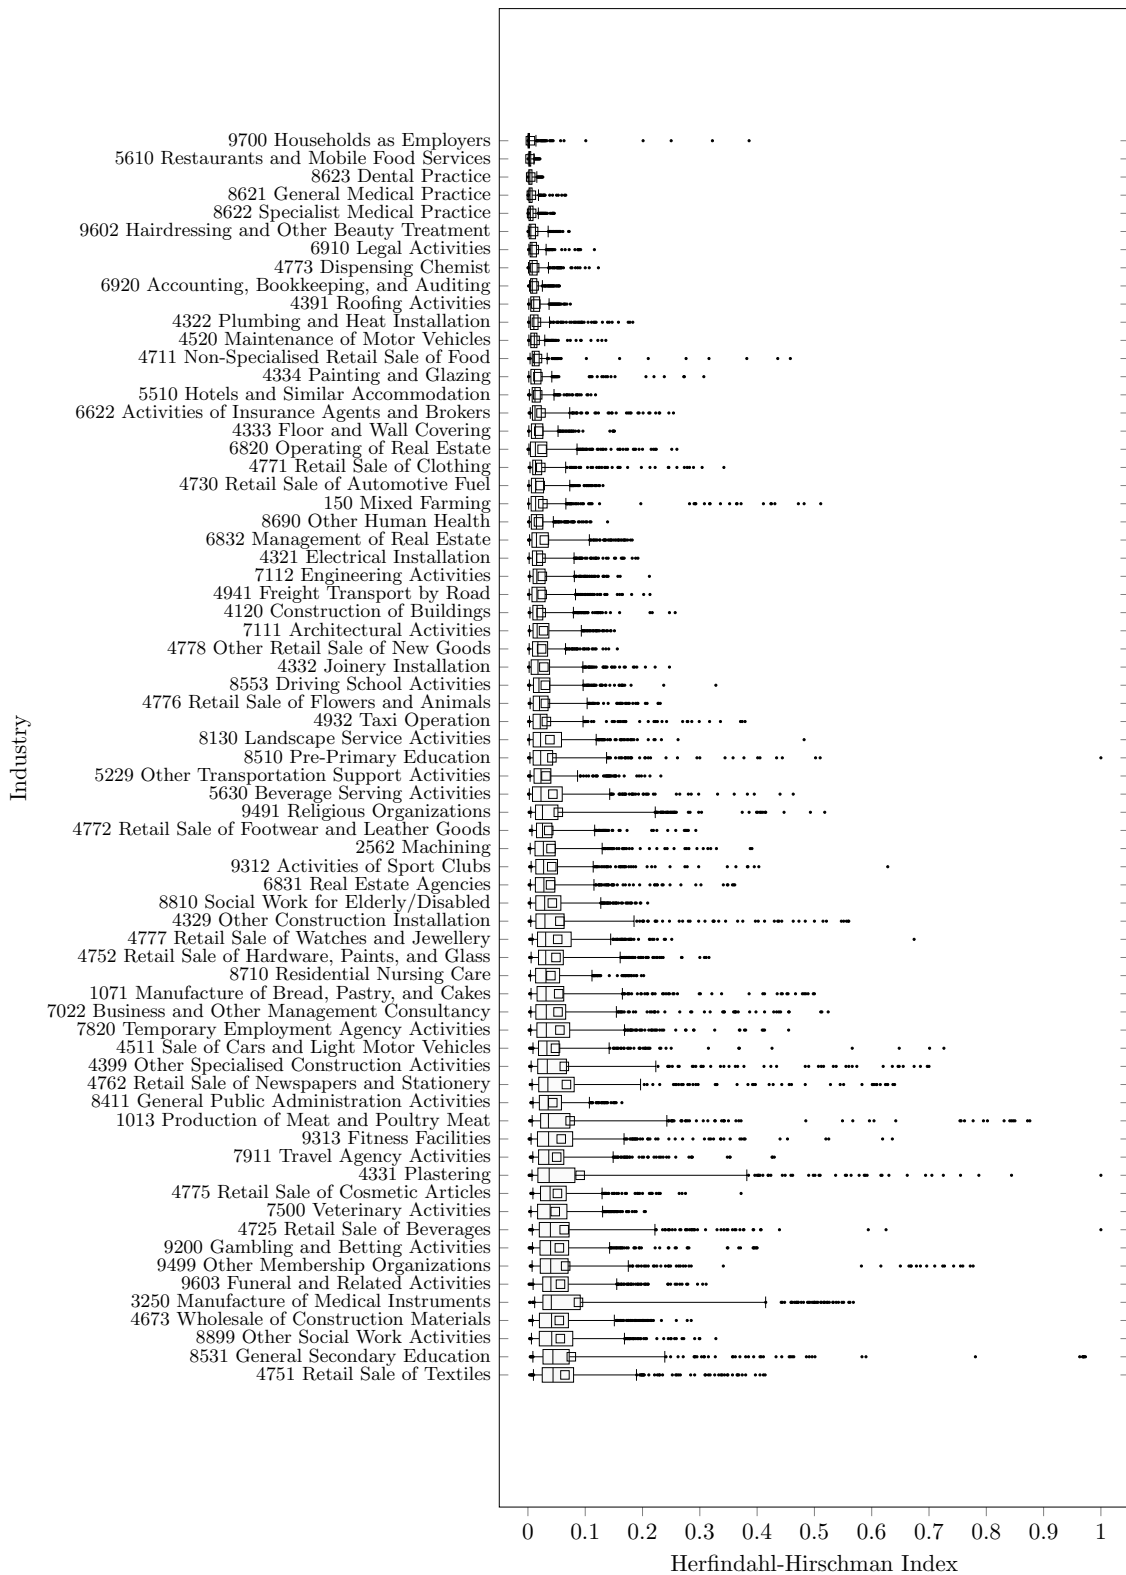 9700 Households as Employers
5610 Restaurants and Mobile Food Services
8623 Dental Practice
8621 General Medical Practice
8622 Specialist Medical Practice
9602 Hairdressing and Other Beauty Treatment
6910 Legal Activities
4773 Dispensing Chemist
6920 Accounting, Bookkeeping, and Auditing
4391 Roofing Activities
4322 Plumbing and Heat Installation
4520 Maintenance of Motor Vehicles
4711 Non-Specialised Retail Sale of Food
4334 Painting and Glazing
5510 Hotels and Similar Accommodation
6622 Activities of Insurance Agents and Brokers
4333 Floor and Wall Covering
6820 Operating of Real Estate
4771 Retail Sale of Clothing
4730 Retail Sale of Automotive Fuel
150 Mixed Farming
8690 Other Human Health
6832 Management of Real Estate
4321 Electrical Installation
7112 Engineering Activities
4941 Freight Transport by Road
4120 Construction of Buildings
7111 Architectural Activities
4778 Other Retail Sale of New Goods
4332 Joinery Installation
8553 Driving School Activities
4776 Retail Sale of Flowers and Animals
4932 Taxi Operation
8130 Landscape Service Activities
8510 Pre-Primary Education
5229 Other Transportation Support Activities
5630 Beverage Serving Activities
9491 Religious Organizations
4772 Retail Sale of Footwear and Leather Goods
2562 Machining
9312 Activities of Sport Clubs
6831 Real Estate Agencies
8810 Social Work for Elderly/Disabled
4329 Other Construction Installation
4777 Retail Sale of Watches and Jewellery
4752 Retail Sale of Hardware, Paints, and Glass
8710 Residential Nursing Care
1071 Manufacture of Bread, Pastry, and Cakes
7022 Business and Other Management Consultancy
7820 Temporary Employment Agency Activities
4511 Sale of Cars and Light Motor Vehicles
4399 Other Specialised Construction Activities
4762 Retail Sale of Newspapers and Stationery
8411 General Public Administration Activities
1013 Production of Meat and Poultry Meat
9313 Fitness Facilities
7911 Travel Agency Activities
4331 Plastering
4775 Retail Sale of Cosmetic Articles
7500 Veterinary Activities
4725 Retail Sale of Beverages
9200 Gambling and Betting Activities
9499 Other Membership Organizations
9603 Funeral and Related Activities
3250 Manufacture of Medical Instruments
4673 Wholesale of Construction Materials
8899 Other Social Work Activities
8531 General Secondary Education
4751 Retail Sale of Textiles
Industry
0 0.1 0.2 0.3 0.4 0.5 0.6 0.7 0.8 0.9 1
Herfindahl-Hirschman Index